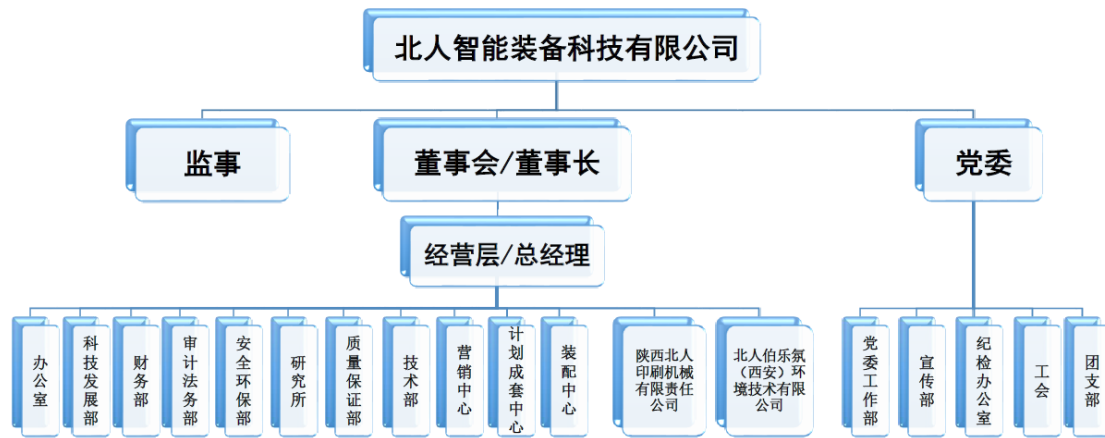 北人智能装备科技有限公司
监事
董事会/董事长
党委
经营层/总经理
办公室
科技发展部
财务部
审计法务部
安全环保部
研究所
质量保证部
技术部
营销中心
计划成套中心
装配中心
陕西北人
印刷机械
有限责任
公司
北人伯乐氛
（西安）环
境技术有限
公司
党委工作部
宣传部
纪检办公室
工会
团支部